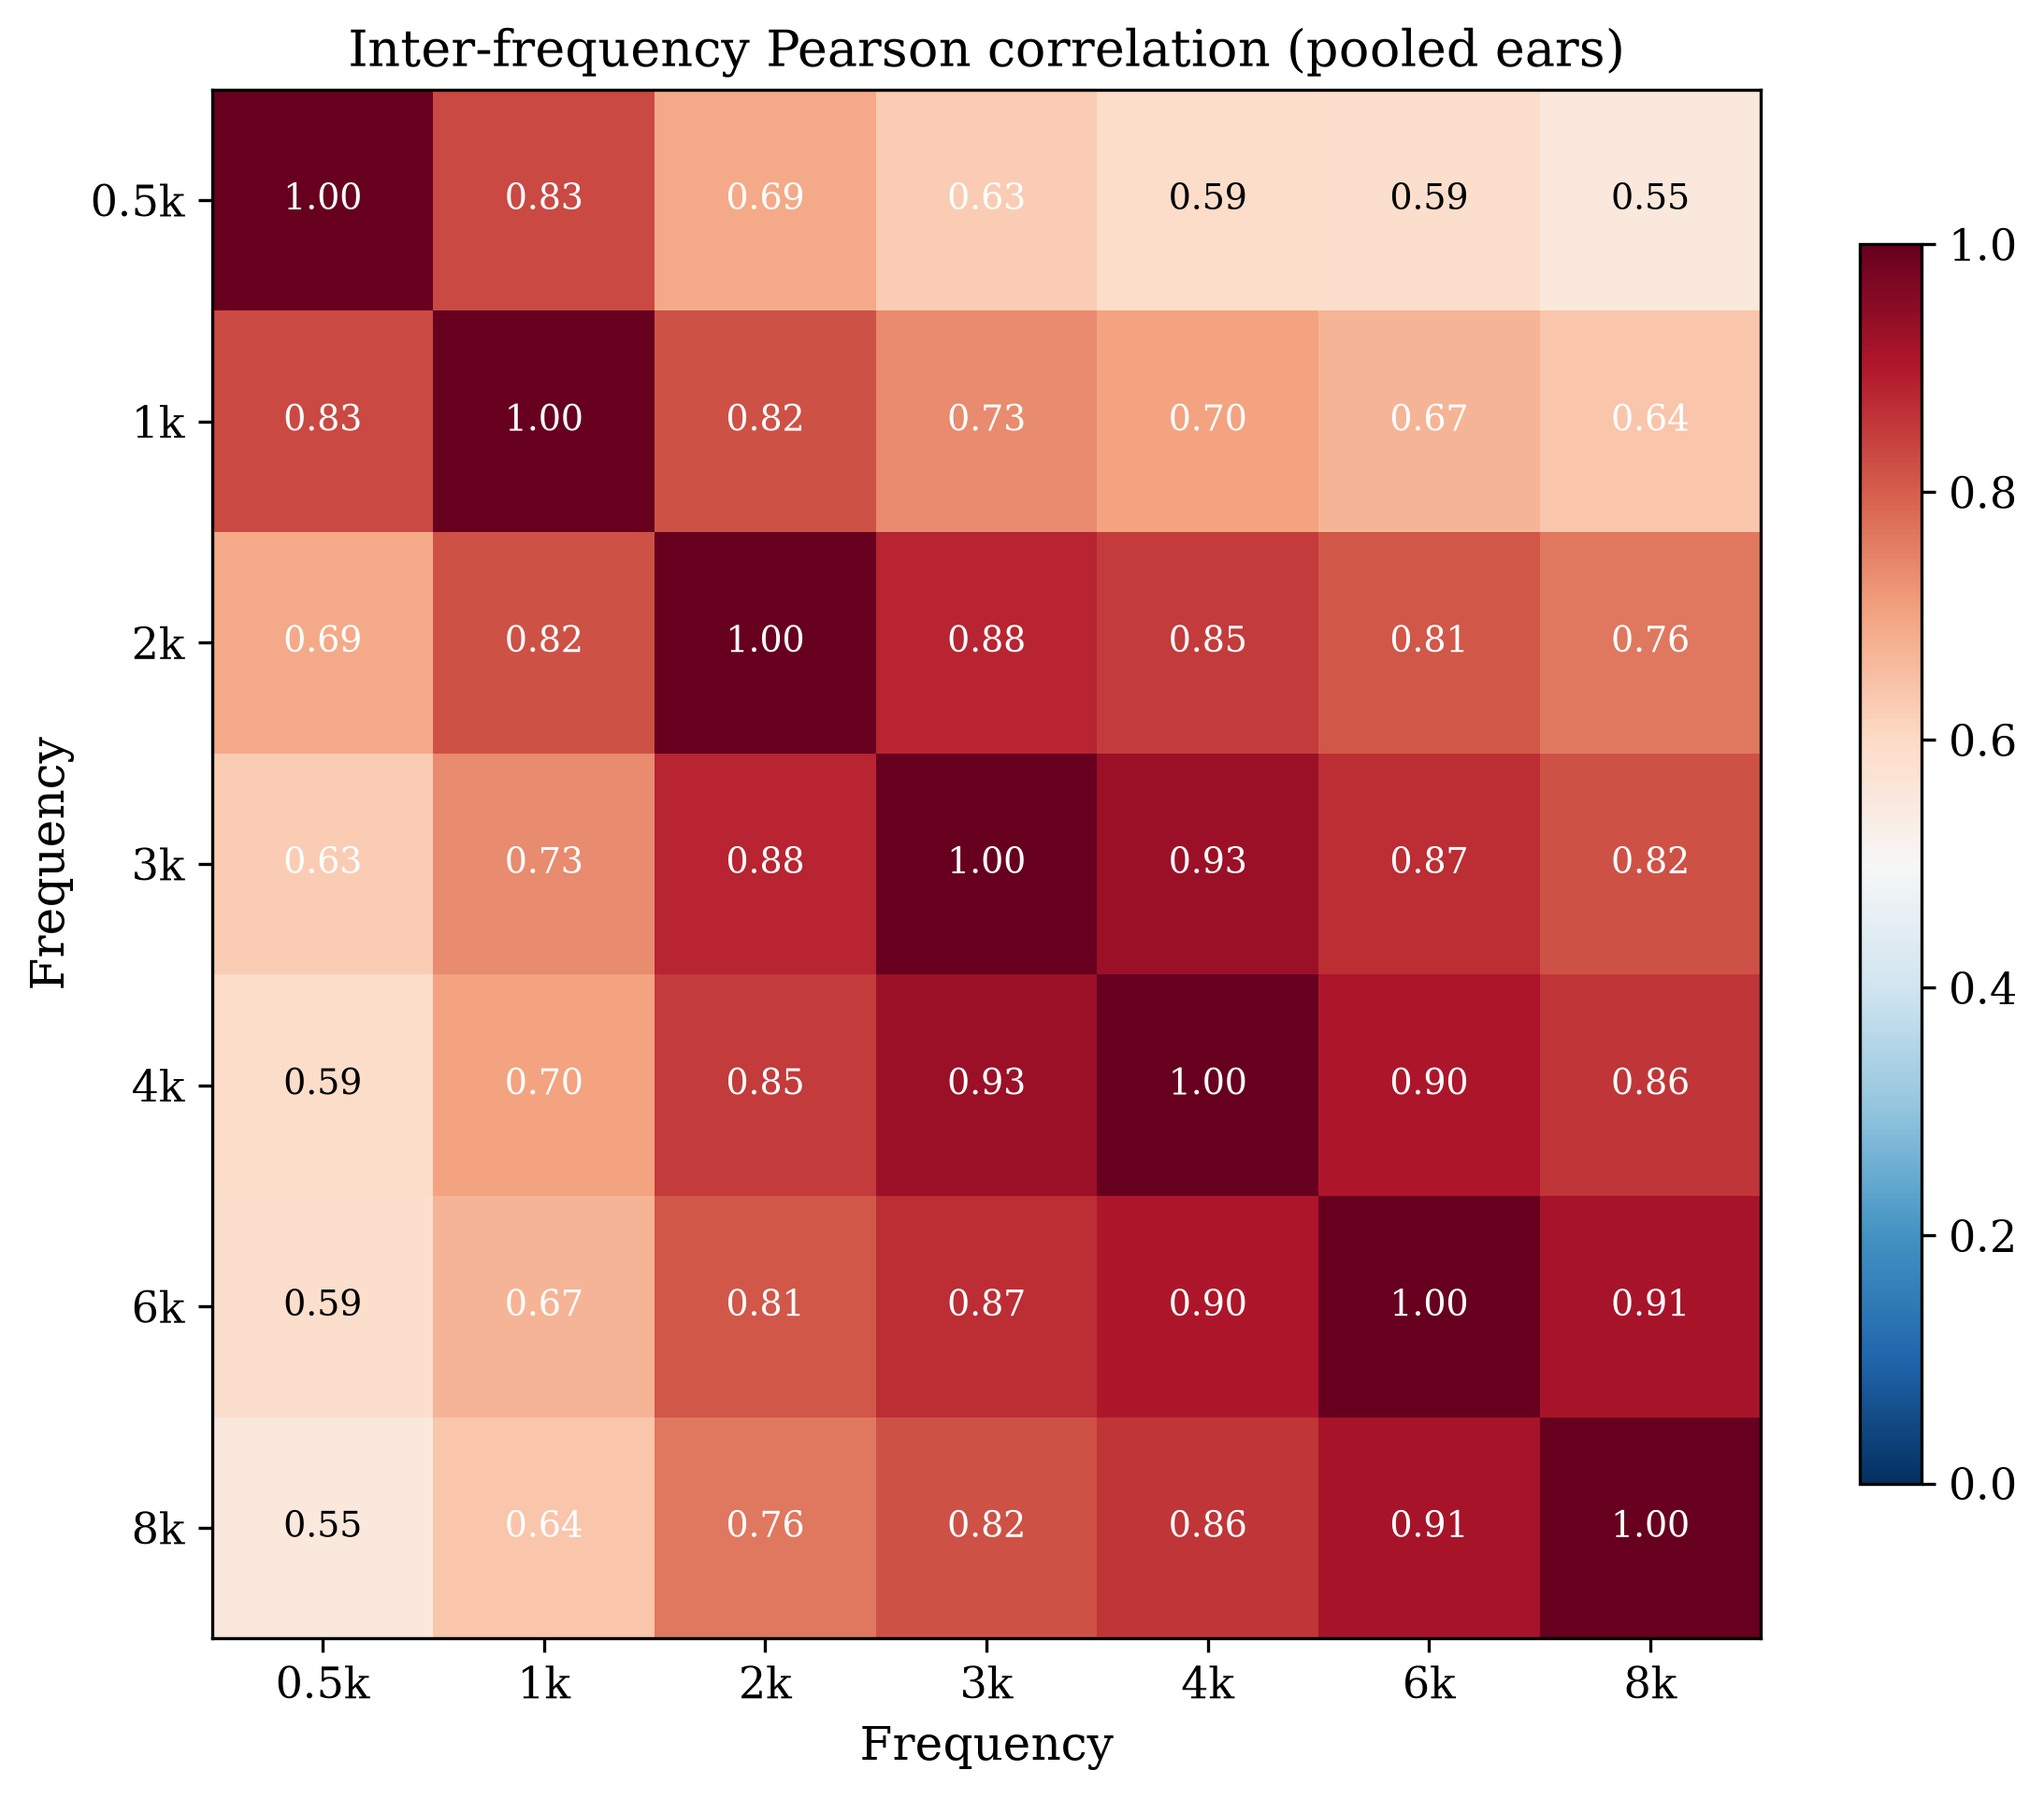 Inter-frequency Pearson correlation (pooled ears)
0.5k 1.00 0.83 0.69 0.63 0.59 0.59 0.55
1k 0.83 1.00 0.82 0.73 0.70 0.67 0.64
2k 0.69 0.82 1.00 0.88 0.85 0.81 0.76
3k 0.63 0.73 0.88 1.00 0.93 0.87 0.82
4k 0.59 0.70 0.85 0.93 1.00 0.90 0.86
6k 0.59 0.67 0.81 0.87 0.90 1.00 0.91
8k 0.55 0.64 0.76 0.82 0.86 0.91 1.00
0.5k 1k 2k 3k 4k 6k 8k
Frequency
Frequency
1.0
0.8
0.6
0.4
0.2
0.0